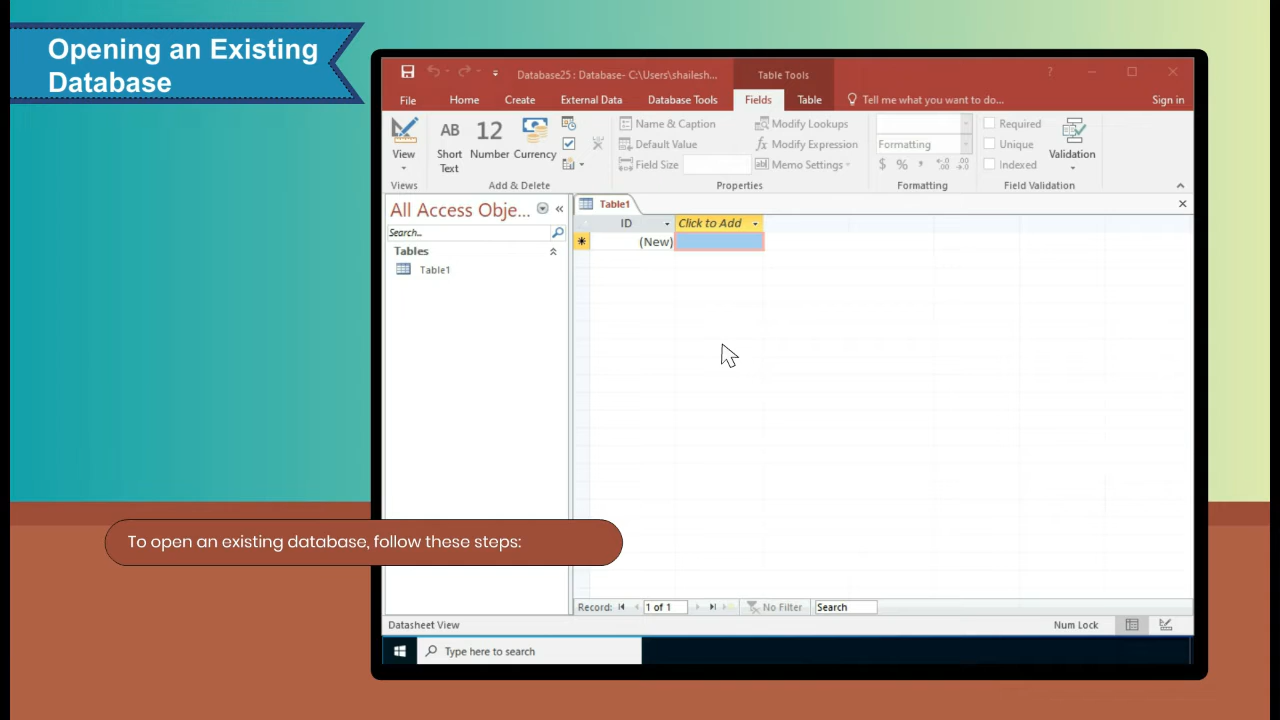 Opening an Existing
Database
Database25 : Database- C:\Users\shailesh...
Table Tools
?
File
Home
Create
External Data
Database Tools
Fields
Table
Tell me what you want to do...
Sign in
View
AB
Short
Text
12
Number
Currency
Name & Caption
Default Value
Field Size
Modify Lookups
fx Modify Expression
ab Memo Settings
Formatting
$ % , 
Required
Unique
Indexed
Validation
Views
Add & Delete
Properties
Formatting
Field Validation
All Access Obje...
«
Search..
Tables
Table1
Table1
ID
Click to Add
(New)
To open an existing database, follow these steps:
Record:
1 of 1
No Filter
Search
Datasheet View
Num Lock
Type here to search